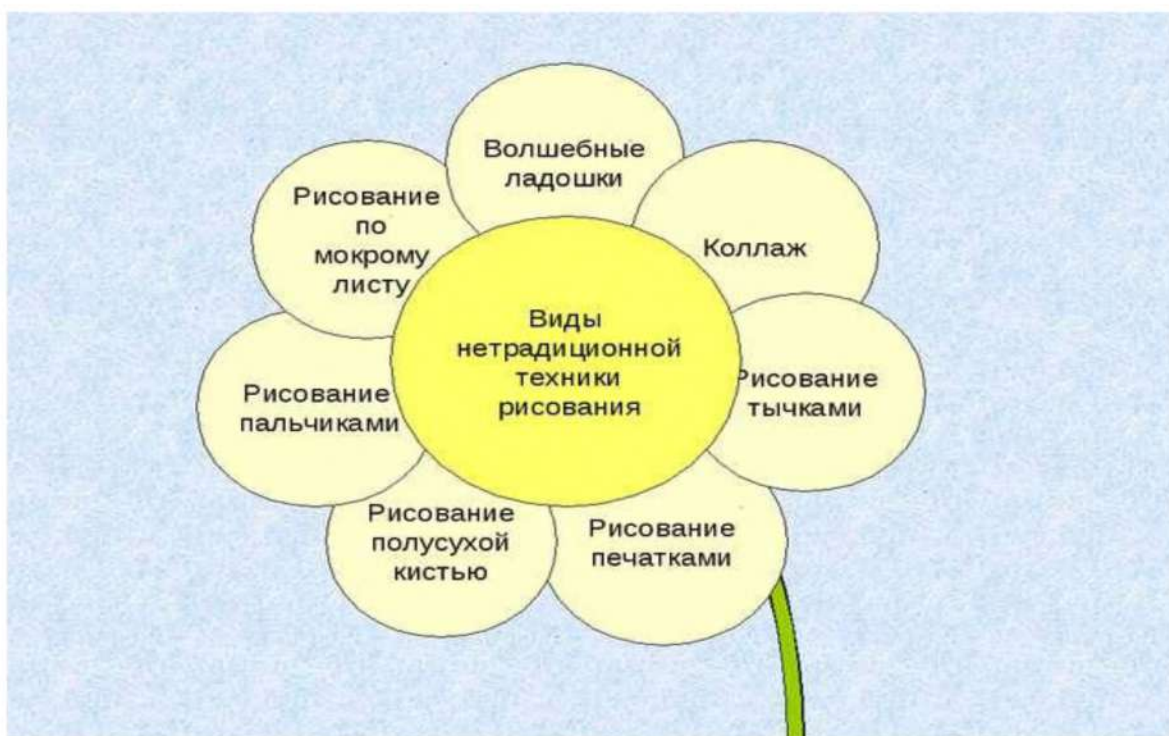 Волшебные
ладошки
Рисование
по
мокрому
листу
Коллаж
Виды
нетрадиционной
техники
рисования
Рисование
тычками
Рисование
пальчиками
Рисование
полусухой
кистью
Рисование
печатками